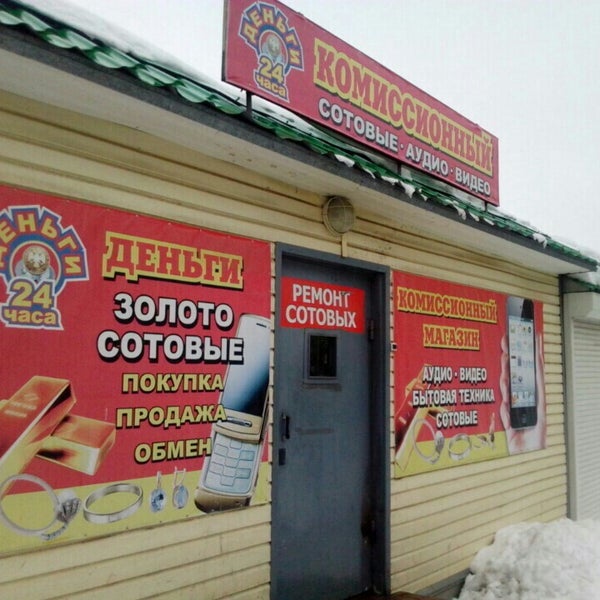 ДЕНЬГИ
24
часа
КОМИССИОННЫЙ
СОТОВЫЕ • АУДИО • ВИДЕО
ДЕНЬГИ
24
часа
ДЕНЬГИ
ЗОЛОТО
СОТОВЫЕ
ПОКУПКА
ПРОДАЖА
ОБМЕН
РЕМОНТ
СОТОВЫХ
КОМИССИОННЫЙ
МАГАЗИН
АУДИО • ВИДЕО
БЫТОВАЯ ТЕХНИКА
СОТОВЫЕ